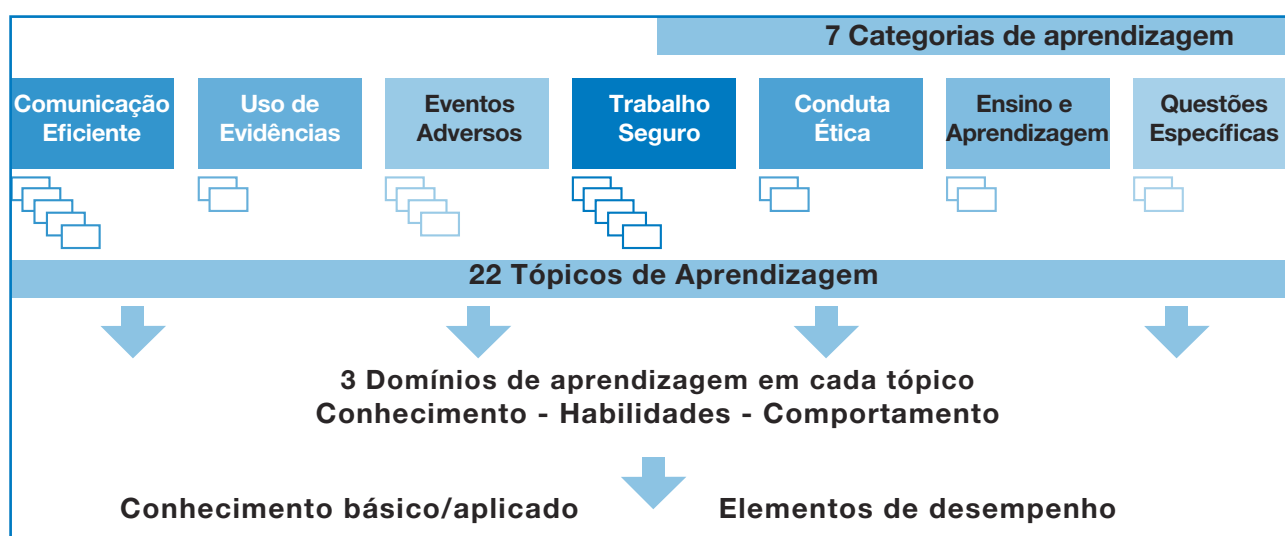 7 Categorias de aprendizagem
Comunicação
Eficiente
Uso de
Evidências
Eventos
Adversos
Trabalho
Seguro
Conduta
Ética
Ensino e
Aprendizagem
Questões
Específicas
22 Tópicos de Aprendizagem
3 Domínios de aprendizagem em cada tópico
Conhecimento - Habilidades - Comportamento
Conhecimento básico/aplicado
Elementos de desempenho